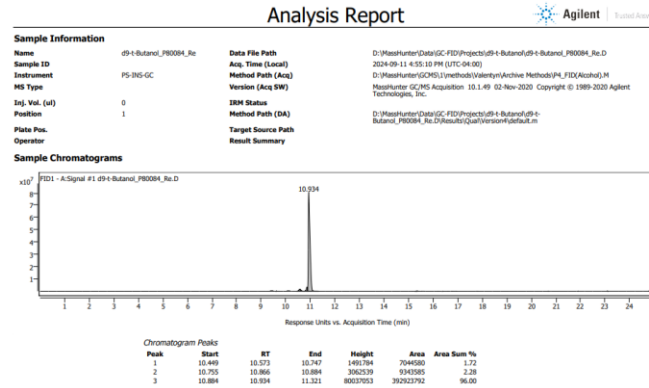 Analysis Report
Agilent
Sample Information
Name d9-t-Butanol_P80084_Re Data File Path D:\MassHunter\Data\GC-FID\Projects\d9-t-Butanol\d9-t-Butanol_P80084_Re.D
Sample ID Acq. Time (Local) 2024-09-11 4:55:10 PM (UTC-04:00)
Instrument PS-INS-GC Method Path (Acq) D:\MassHunter\GCMS\1\methods\Valentyn\Archive Methods\P4_FID(Alcohol).M
MS Type Version (Acq SW) MassHunter GC/MS Acquisition 10.1.49 02-Nov-2020 Copyright © 1989-2020 Agilent
Technologies, Inc.
Inj. Vol. (ul) 0 IRM Status
Position 1 Method Path (DA) D:\MassHunter\Data\GC-FID\Projects\d9-t-Butanol\d9-t-
Butanol_P80084_Re.D\Results\Qual\Version4\default.m
Plate Pos. Target Source Path
Operator Result Summary
Sample Chromatograms
x10⁷ FID1 - A:Signal #1 d9-t-Butanol_P80084_Re.D
10.934
8
7
6
5
4
3
2
1
1 2 3 4 5 6 7 8 9 10 11 12 13 14 15 16 17 18 19 20 21 22 23 24
Response Units vs. Acquisition Time (min)
Chromatogram Peaks
Peak Start RT End Height Area Area Sum %
1 10.449 10.573 10.747 1491784 7044580 1.72
2 10.755 10.866 10.884 3062539 9343585 2.28
3 10.884 10.934 11.321 80037053 392923792 96.00